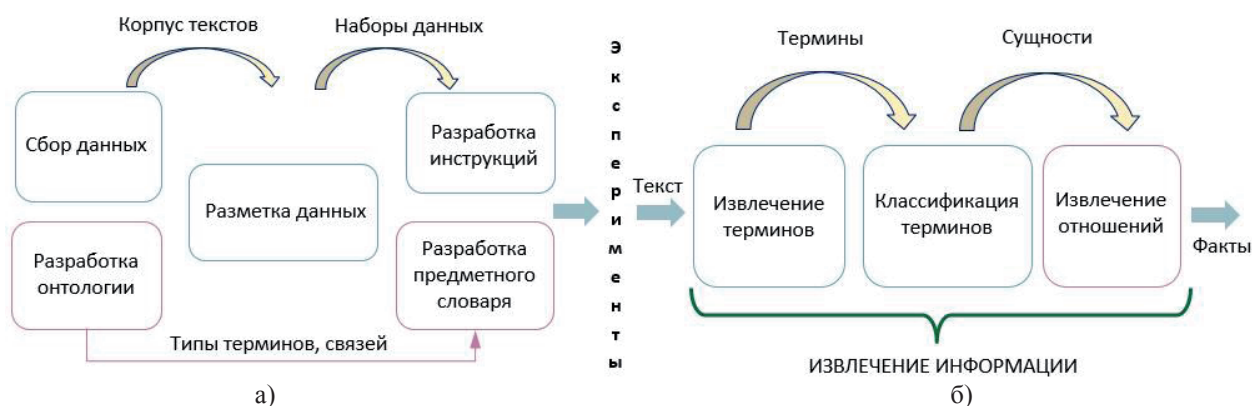 Корпус текстов
Наборы данных
Сбор данных
Разметка данных
Разработка
инструкций
Разработка
онтологии
Разработка
предметного
словаря
Типы терминов, связей
а)
Эксперименты
Текст
Термины
Сущности
Извлечение
терминов
Классификация
терминов
Извлечение
отношений
Факты
ИЗВЛЕЧЕНИЕ ИНФОРМАЦИИ
б)